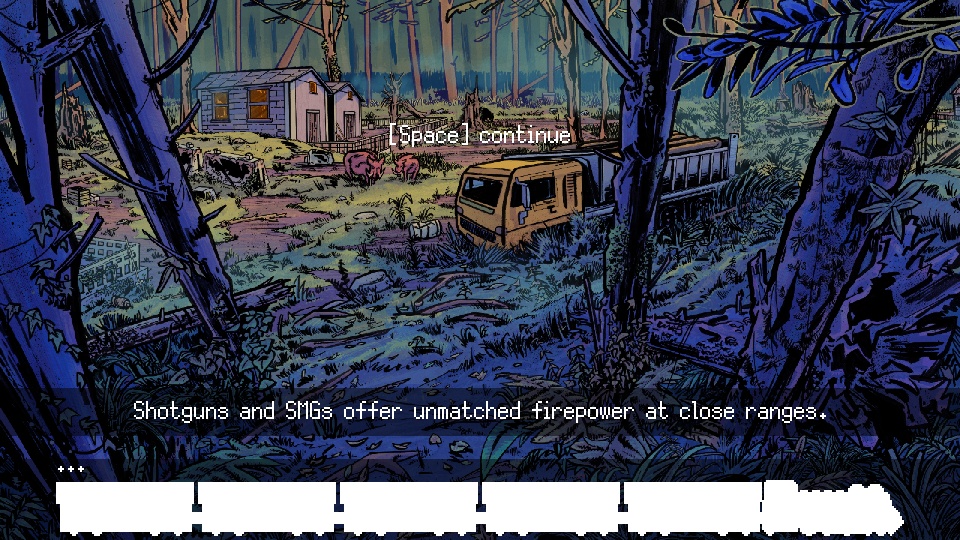 [Space] continue
Shotguns and SMGs offer unmatched firepower at close ranges.
+++